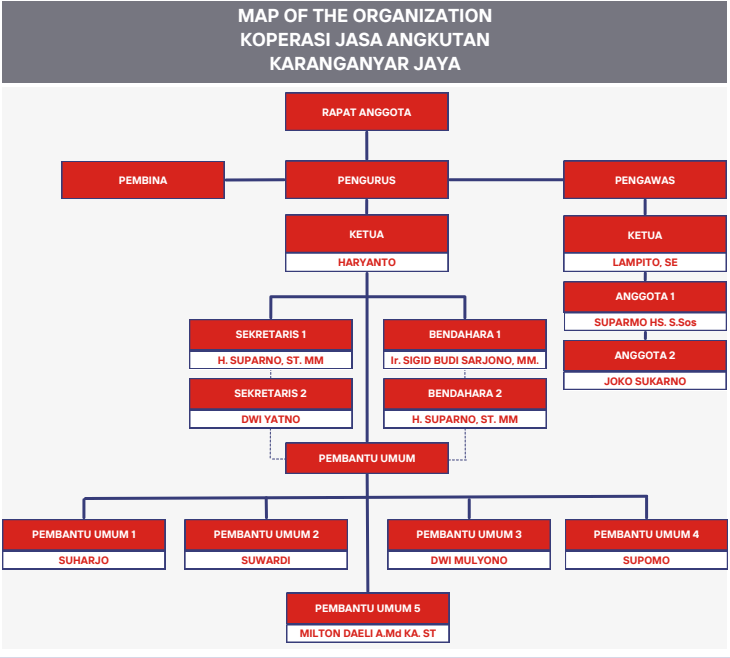 MAP OF THE ORGANIZATION
KOPERASI JASA ANGKUTAN
KARANGANYAR JAYA
RAPAT ANGGOTA
PEMBINA
PENGURUS
PENGAWAS
KETUA
HARYANTO
KETUA
LAMPITO, SE
ANGGOTA 1
SUPARMO HS. S.Sos
ANGGOTA 2
JOKO SUKARNO
SEKRETARIS 1
H. SUPARNO, ST. MM
BENDAHARA 1
Ir. SIGID BUDI SARJONO, MM.
SEKRETARIS 2
DWI YATNO
BENDAHARA 2
H. SUPARNO, ST. MM
PEMBANTU UMUM
PEMBANTU UMUM 1
SUHARJO
PEMBANTU UMUM 2
SUWARDI
PEMBANTU UMUM 3
DWI MULYONO
PEMBANTU UMUM 4
SUPOMO
PEMBANTU UMUM 5
MILTON DAELI A.Md KA. ST